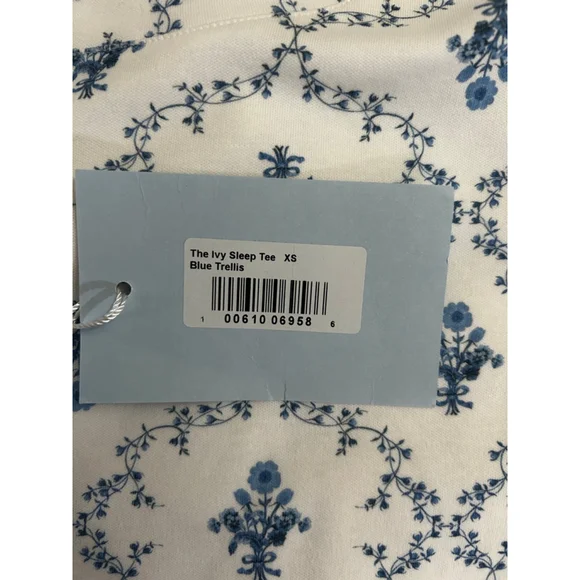 The Ivy Sleep Tee XS
Blue Trellis
1 00610 06958 6